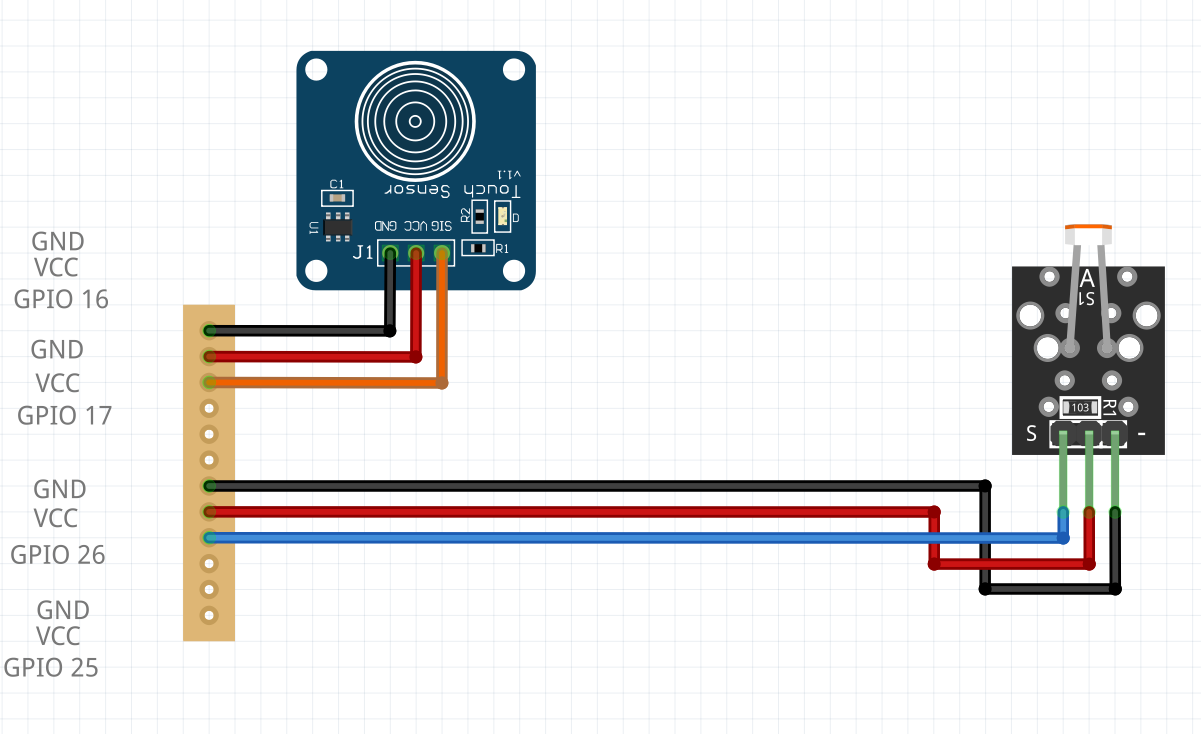 GND
VCC
GPIO 16
GND
VCC
GPIO 17
GND
VCC
GPIO 26
GND
VCC
GPIO 25
C1
U1
v1.1
Touch
Sensor
R2
D
GND VCC SIG
J1
R1
A
S1
103
R1
S
-